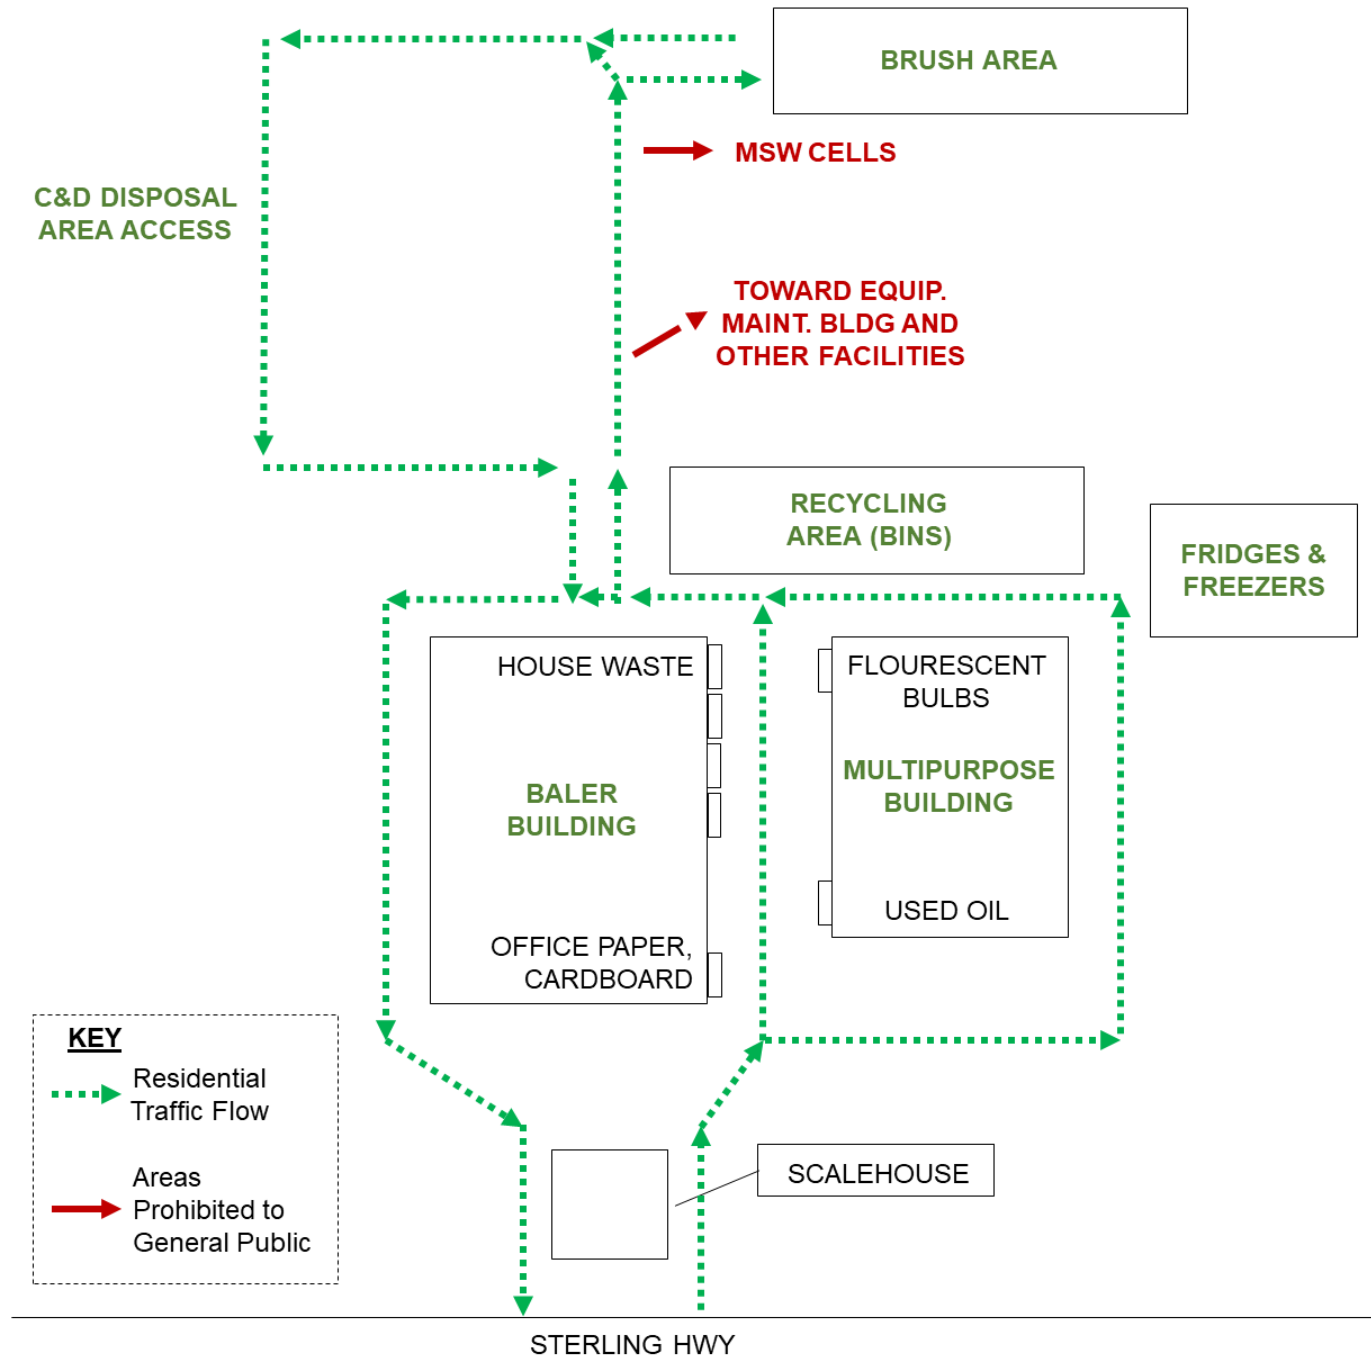 BRUSH AREA
MSW CELLS
C&D DISPOSAL
AREA ACCESS
TOWARD EQUIP.
MAINT. BLDG AND
OTHER FACILITIES
RECYCLING
AREA (BINS)
FRIDGES &
FREEZERS
HOUSE WASTE
BALER
BUILDING
OFFICE PAPER,
CARDBOARD
FLOURESCENT
BULBS
MULTIPURPOSE
BUILDING
USED OIL
KEY
Residential
Traffic Flow
Areas
Prohibited to
General Public
SCALEHOUSE
STERLING HWY